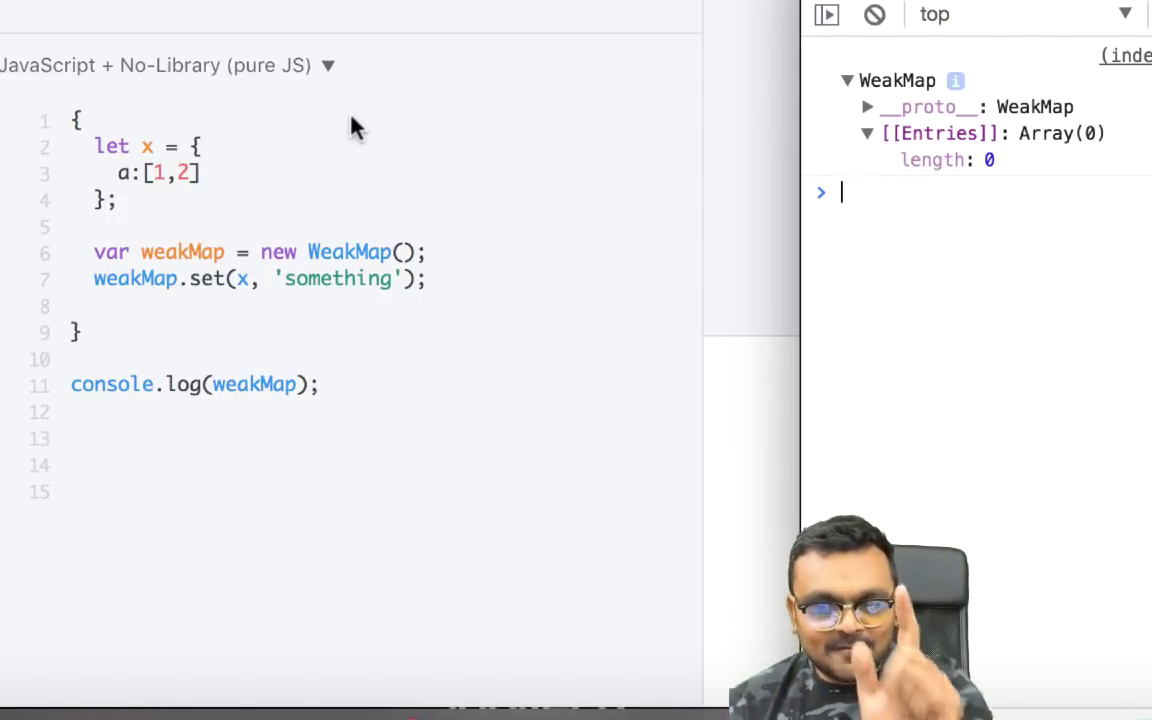 JavaScript + No-Library (pure JS) ▼
1 {
2 let x = {
3 a:[1,2]
4 };
5
6 var weakMap = new WeakMap();
7 weakMap.set(x, 'something');
8
9 }
10
11 console.log(weakMap);
12
13
14
15
top ▼
(inde
▼ WeakMap i
▶ __proto__: WeakMap
▼ [[Entries]]: Array(0)
length: 0
>